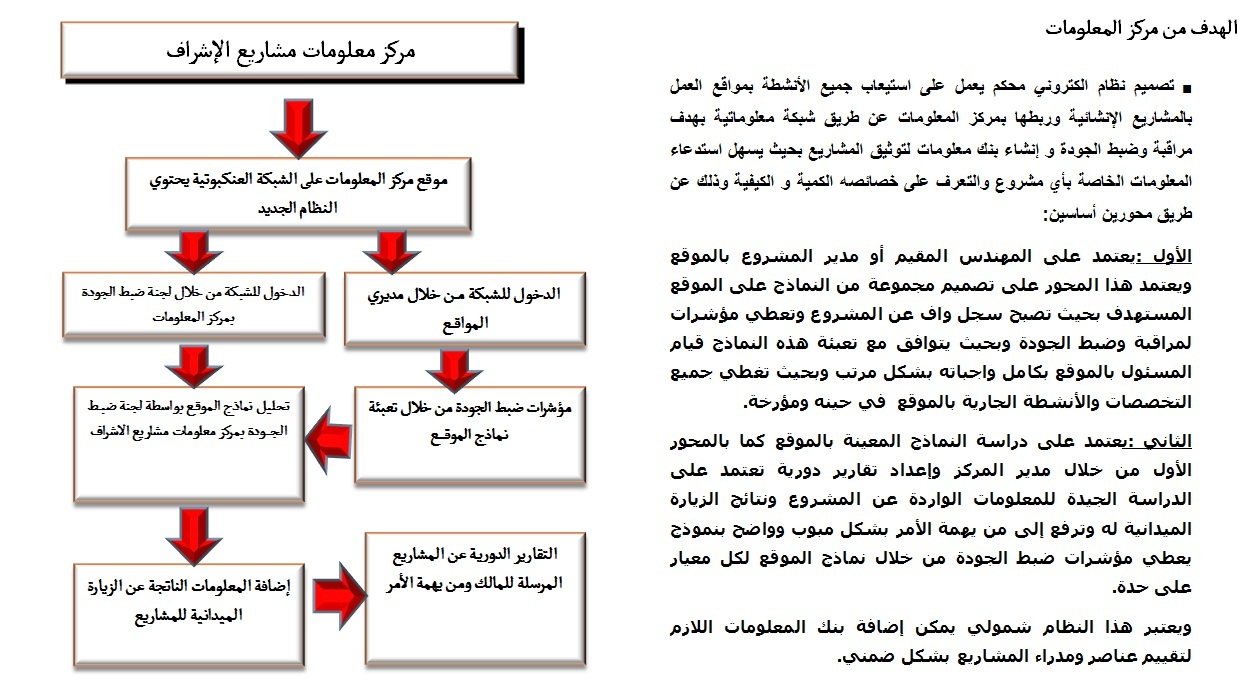 الهدف من مركز المعلومات
▪ تصميم نظام الكتروني محكم يعمل على استيعاب جميع الأنشطة بمواقع العمل
بالمشاريع الإنشائية وربطها بمركز المعلومات عن طريق شبكة معلوماتية بهدف
مراقبة وضبط الجودة و إنشاء بنك معلومات لتوثيق المشاريع بحيث يسهل استدعاء
المعلومات الخاصة بأي مشروع والتعرف على خصائصه الكمية و الكيفية وذلك عن
طريق محورين أساسين:
الأول :يعتمد على المهندس المقيم أو مدير المشروع بالموقع
ويعتمد هذا المحور على تصميم مجموعة من النماذج على الموقع
المستهدف بحيث تصبح سجل واف عن المشروع وتعطي مؤشرات
لمراقبة وضبط الجودة وبحيث يتوافق مع تعبئة هذه النماذج قيام
المسئول بالموقع بكامل واجباته بشكل مرتب وبحيث تغطي جميع
التخصصات والأنشطة الجارية بالموقع في حينه ومؤرخة.
الثاني :يعتمد على دراسة النماذج المعينة بالموقع كما بالمحور
الأول من خلال مدير المركز وإعداد تقارير دورية تعتمد على
الدراسة الجيدة للمعلومات الواردة عن المشروع ونتائج الزيارة
الميدانية له وترفع إلى من يهمة الأمر بشكل مبوب وواضح بنموذج
يعطي مؤشرات ضبط الجودة من خلال نماذج الموقع لكل معيار
على حدة.
ويعتبر هذا النظام شمولي يمكن إضافة بنك المعلومات اللازم
لتقييم عناصر ومدراء المشاريع بشكل ضمني.
مركز معلومات مشاريع الإشراف
موقع مركز المعلومات على الشبكة العنكبوتية يحتوي
النظام الجديد
الدخول للشبكة من خلال مديري
المواقع
الدخول للشبكة من خلال لجنة ضبط الجودة
بمركز المعلومات
مؤشرات ضبط الجودة من خلال تعبئة
نماذج الموقع
تحليل نماذج الموقع بواسطة لجنة ضبط
الجودة بمركز معلومات مشاريع الاشراف
إضافة المعلومات الناتجة عن الزيارة
الميدانية للمشاريع
التقارير الدورية عن المشاريع
المرسلة للمالك ومن يهمة الأمر